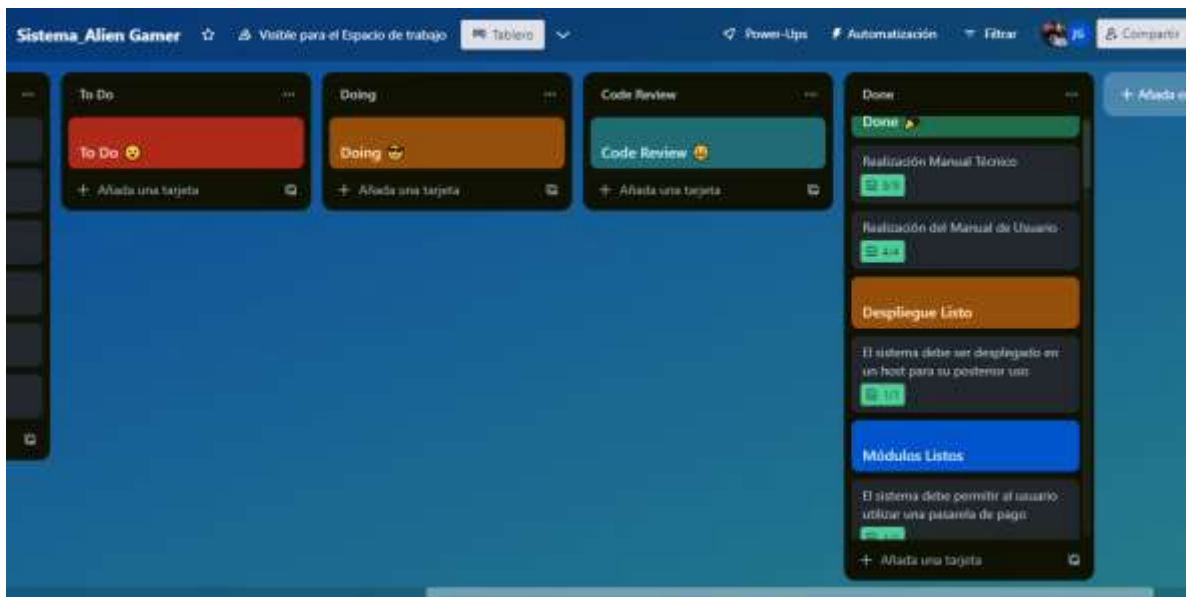 Sistema_Alien Gamer
Visible para el Espacio de trabajo
Tablero
Power-Ups
Automatización
Filtrar
Compartir
To Do
To Do 😯
+ Añada una tarjeta
Doing
Doing 😎
+ Añada una tarjeta
Code Review
Code Review 😃
+ Añada una tarjeta
Done
Done 🎉
Realización Manual Técnico
Realización del Manual de Usuario
4/4
Despliegue Listo
El sistema debe ser desplegado en
un host para su posterior uso
1/1
Módulos Listos
El sistema debe permitir al usuario
utilizar una pasarela de pago
+ Añada una tarjeta
+ Añada